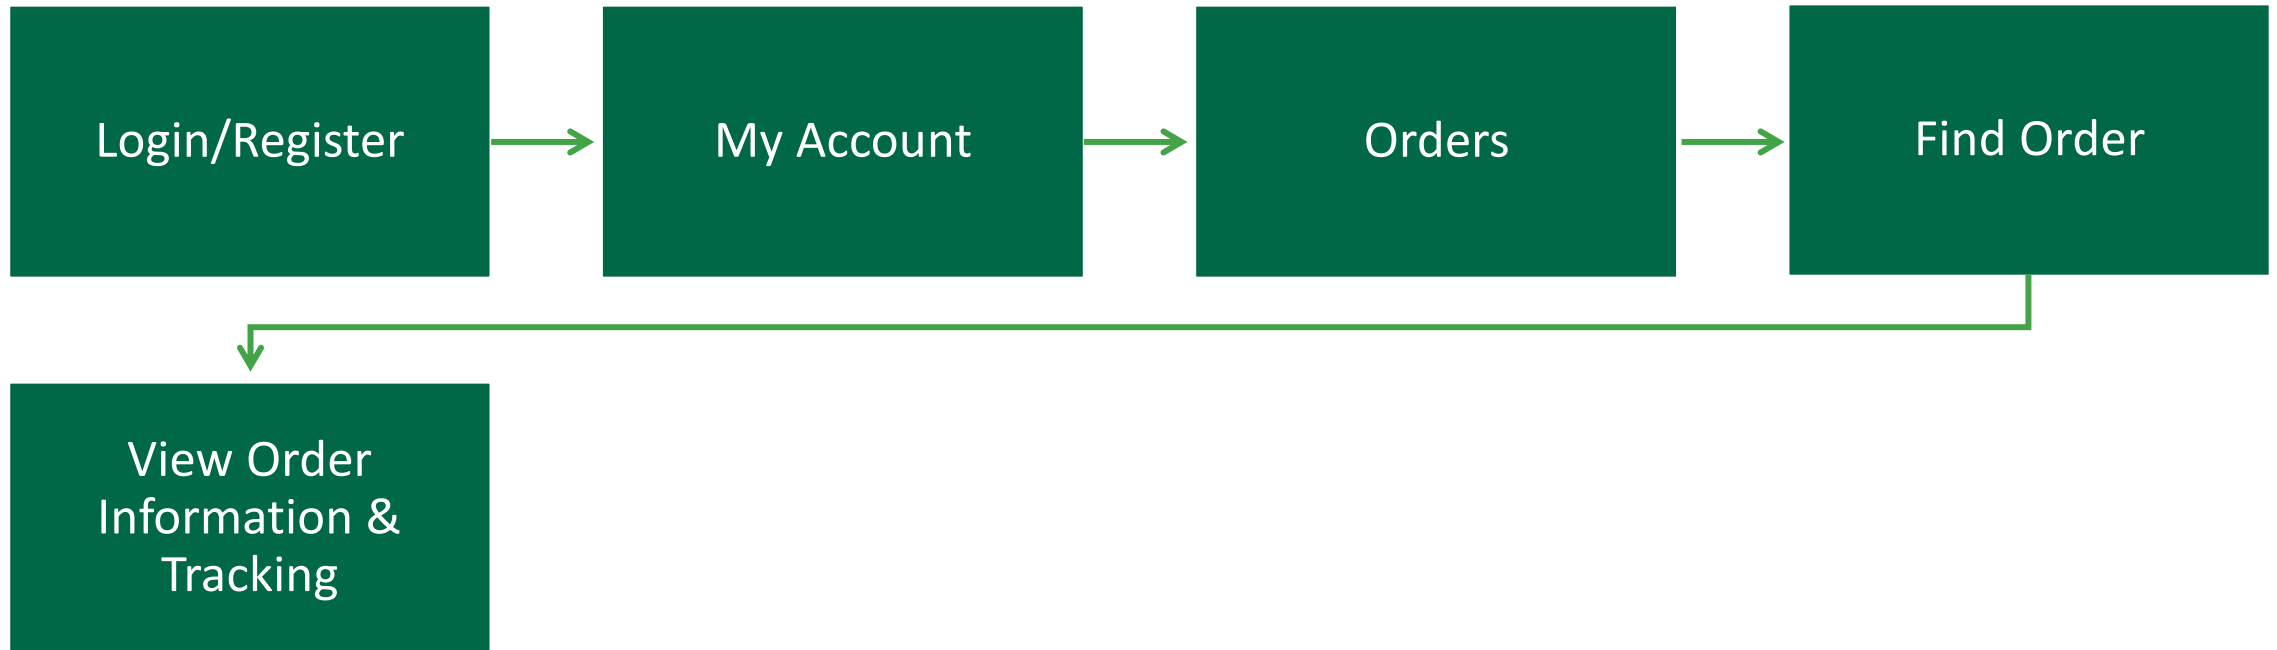 Login/Register
My Account
Orders
Find Order
View Order
Information &
Tracking